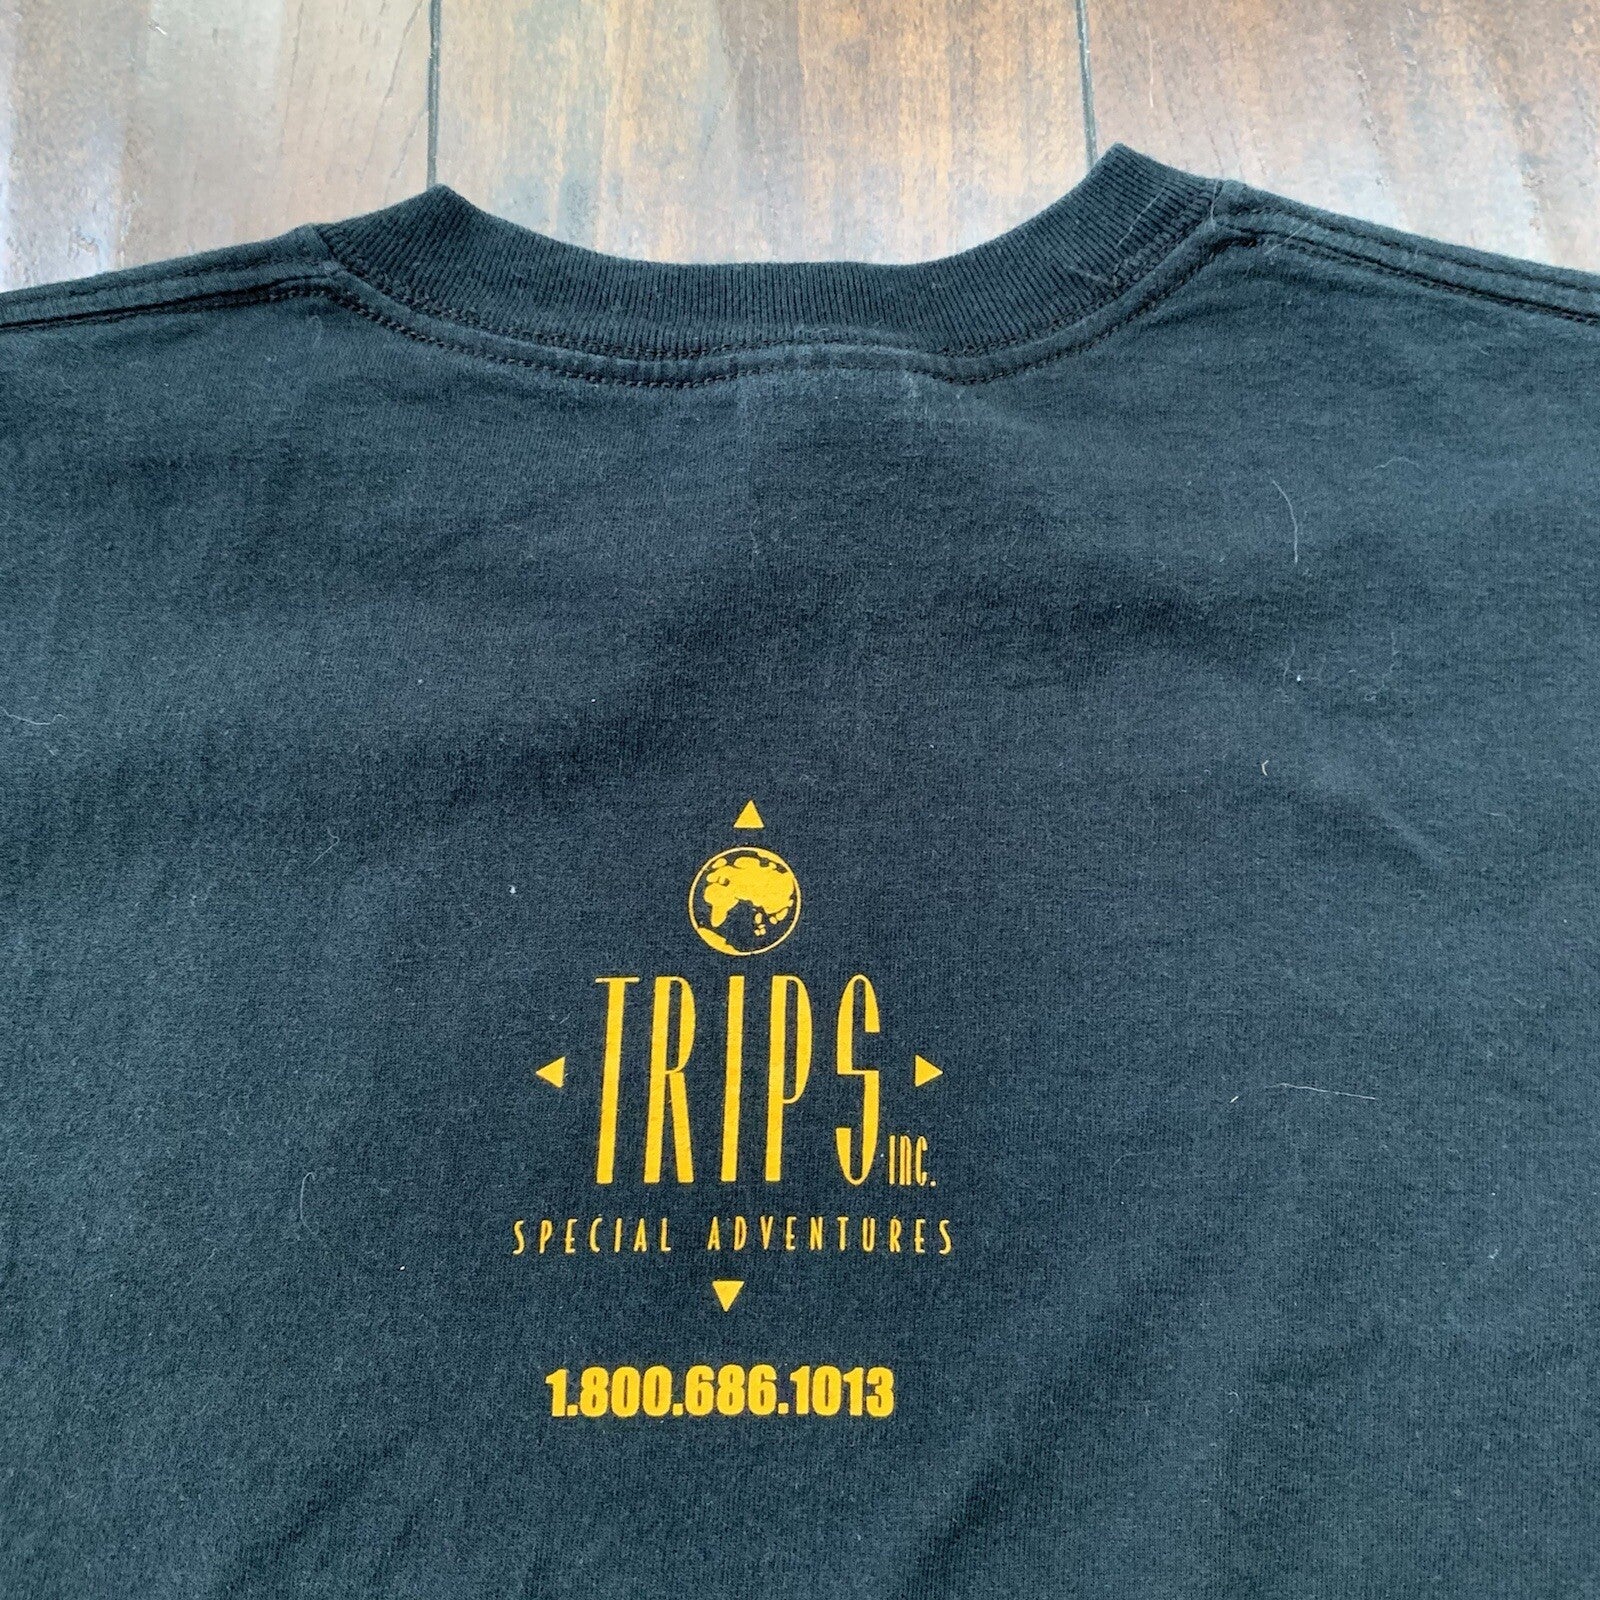 TRIPS inc.
SPECIAL ADVENTURES
1.800.686.1013